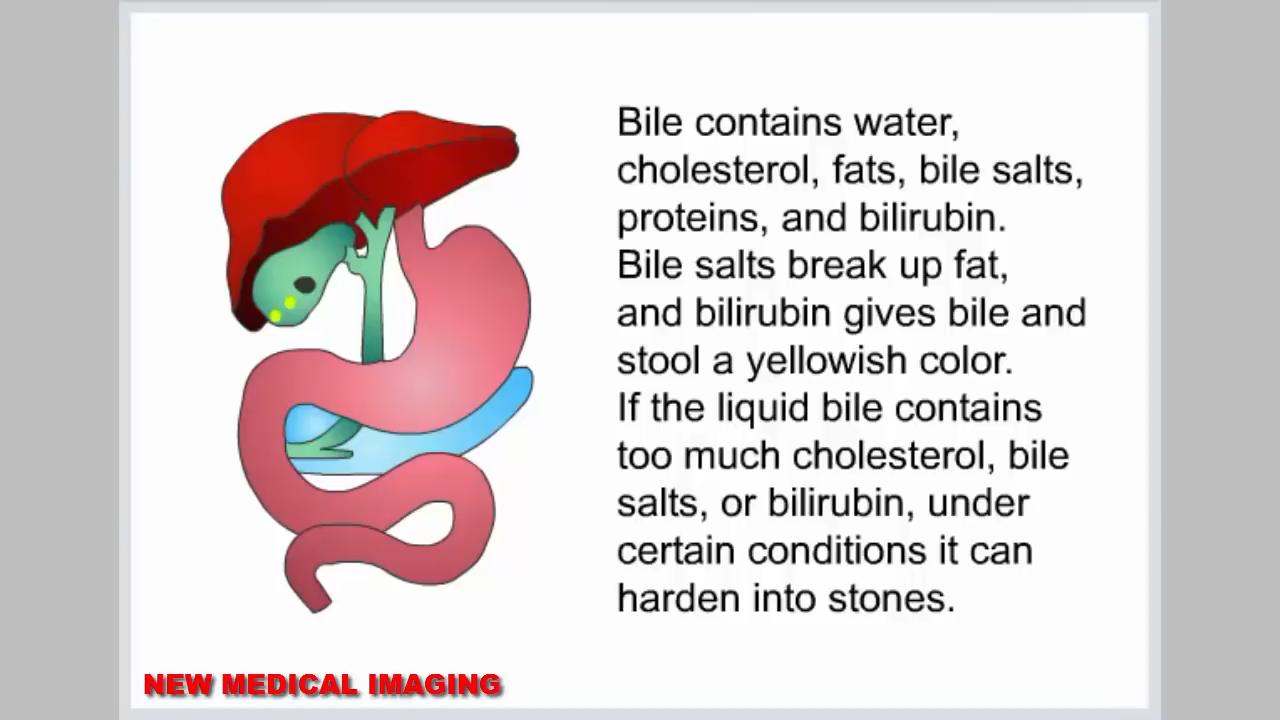 Bile contains water,
cholesterol, fats, bile salts,
proteins, and bilirubin.
Bile salts break up fat,
and bilirubin gives bile and
stool a yellowish color.
If the liquid bile contains
too much cholesterol, bile
salts, or bilirubin, under
certain conditions it can
harden into stones.
NEW MEDICAL IMAGING